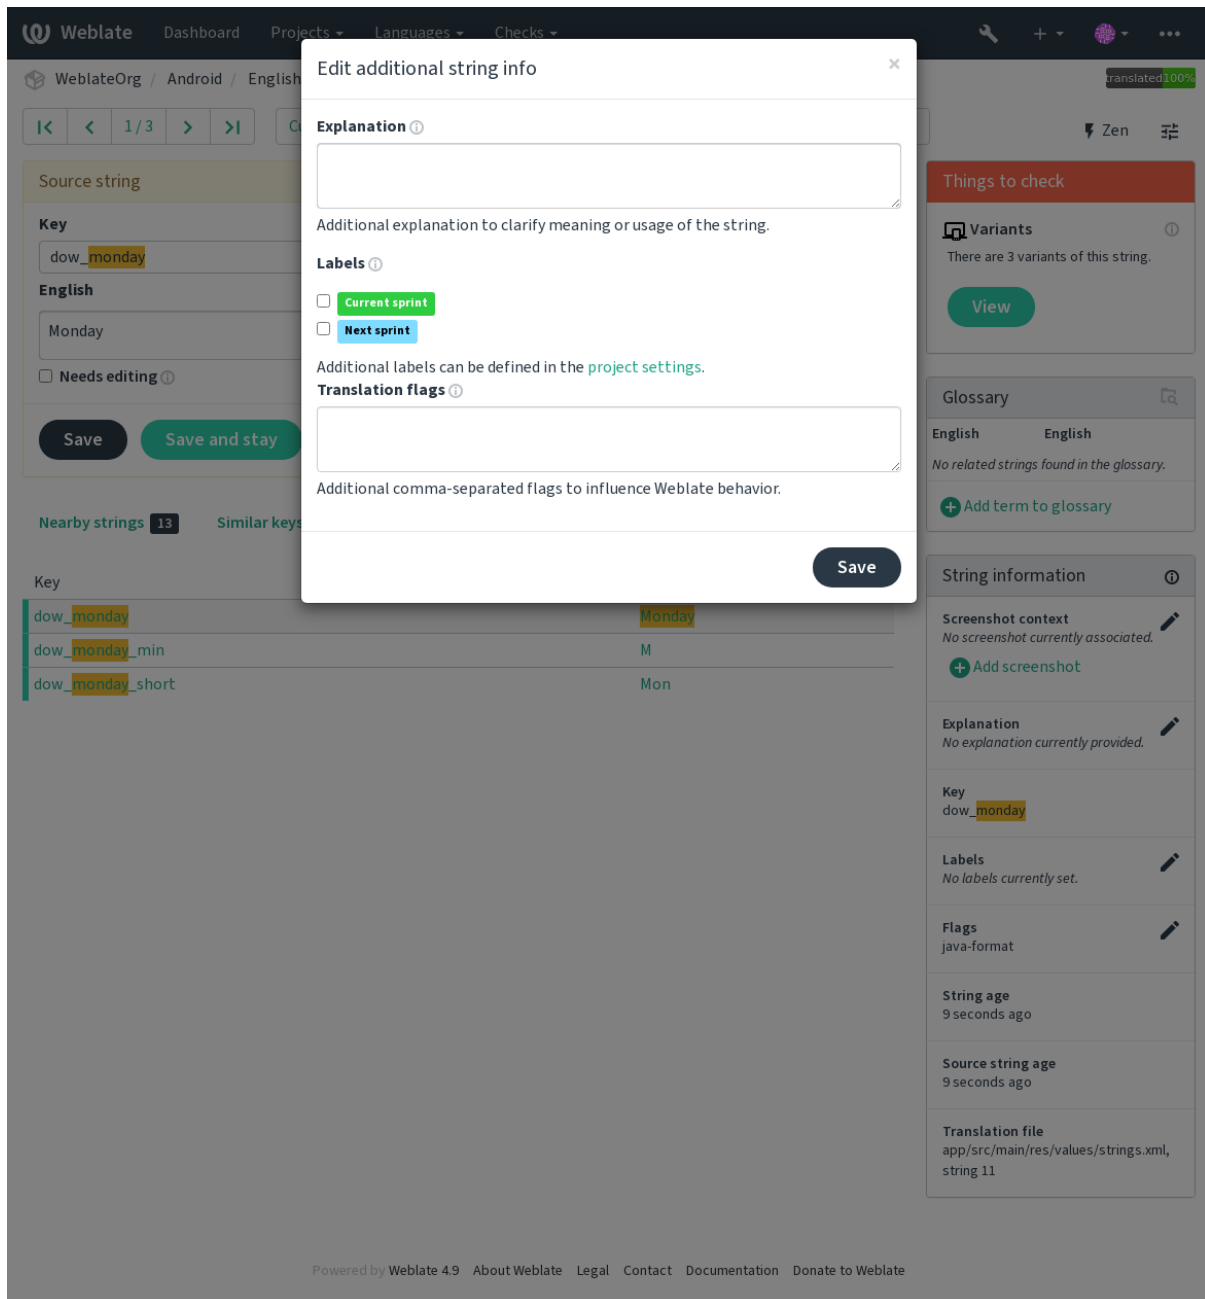 Weblate Dashboard Projects Languages Checks
WeblateOrg / Android / English
translated 100%
1 / 3
Zen
Edit additional string info
×
Explanation
Additional explanation to clarify meaning or usage of the string.
Labels
Current sprint
Next sprint
Additional labels can be defined in the project settings.
Translation flags
Additional comma-separated flags to influence Weblate behavior.
Save
Source string
Key
dow_monday
English
Monday
Needs editing
Save Save and stay
Nearby strings 13 Similar keys
Key
dow_monday Monday
dow_monday_min M
dow_monday_short Mon
Things to check
Variants
There are 3 variants of this string.
View
Glossary
English English
No related strings found in the glossary.
Add term to glossary
String information
Screenshot context
No screenshot currently associated.
Add screenshot
Explanation
No explanation currently provided.
Key
dow_monday
Labels
No labels currently set.
Flags
java-format
String age
9 seconds ago
Source string age
9 seconds ago
Translation file
app/src/main/res/values/strings.xml,
string 11
Powered by Weblate 4.9 About Weblate Legal Contact Documentation Donate to Weblate